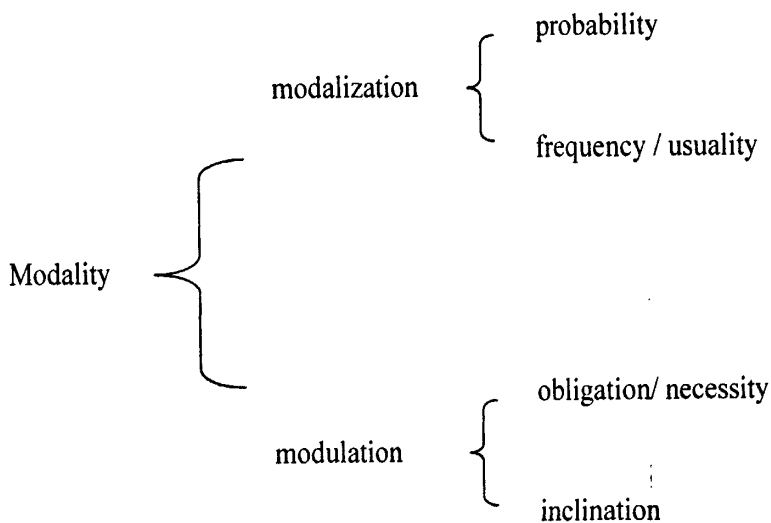 probability
modalization
frequency / usuality
Modality
obligation/ necessity
modulation
inclination